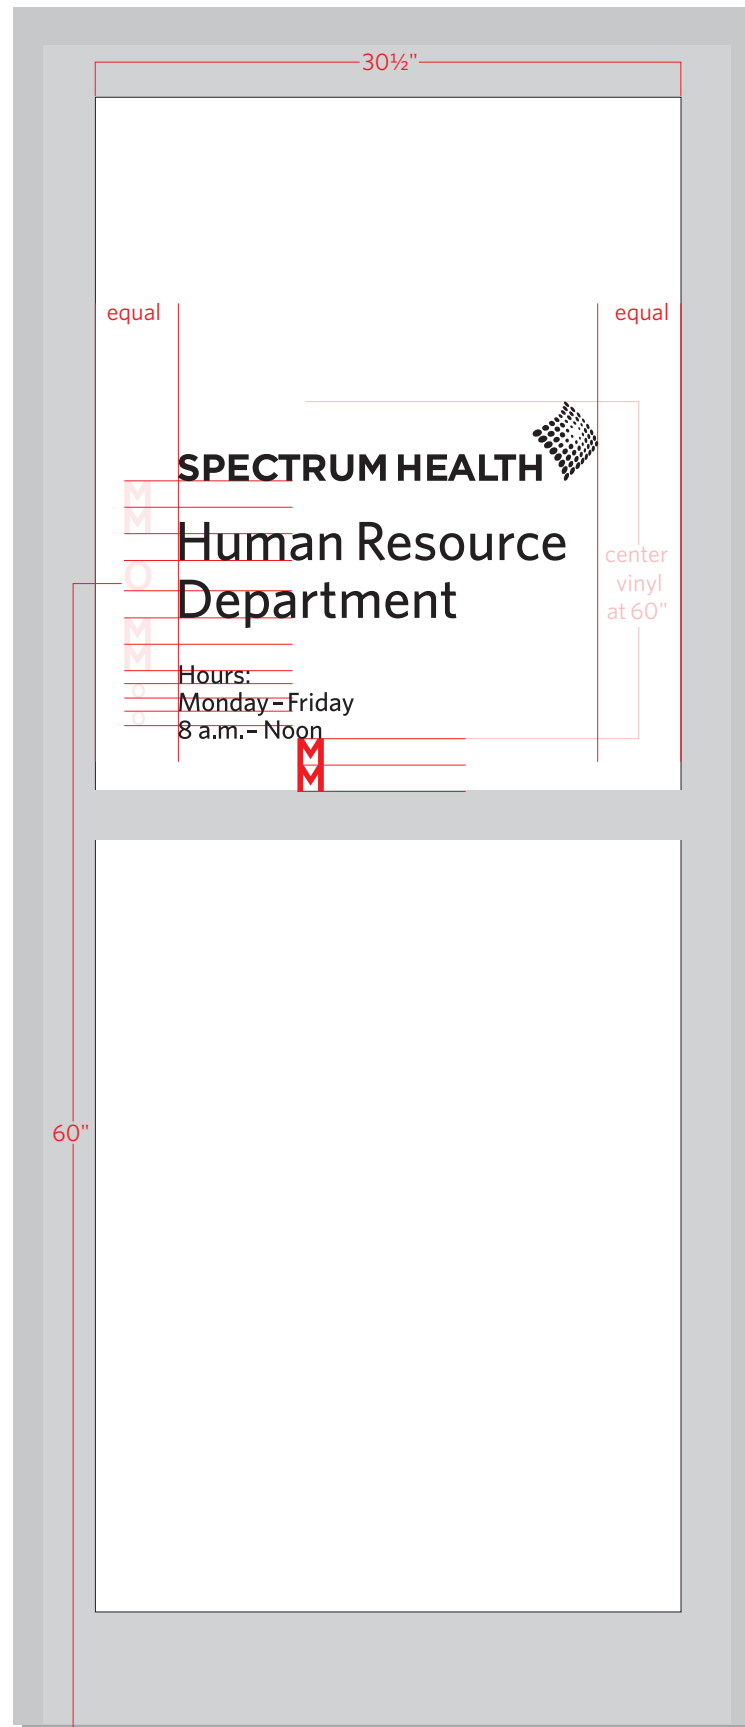 30½"
equal
equal
SPECTRUM HEALTH
M
M
Human Resource
center
vinyl
at 60"
O
Department
M
M
Hours:
o
Monday – Friday
o
8 a.m. – Noon
M
M
60"